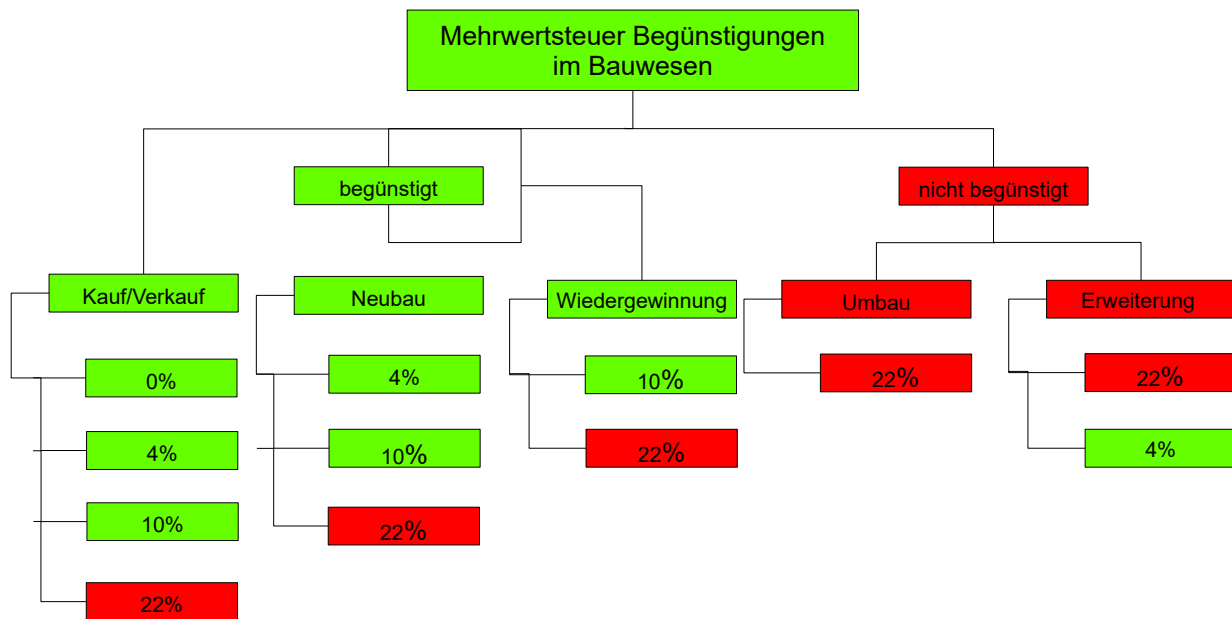 Mehrwertsteuer Begünstigungen
im Bauwesen
begünstigt
nicht begünstigt
Kauf/Verkauf
Neubau
Wiedergewinnung
Umbau
Erweiterung
0%
4%
10%
22%
4%
10%
22%
10%
22%
22%
22%
4%